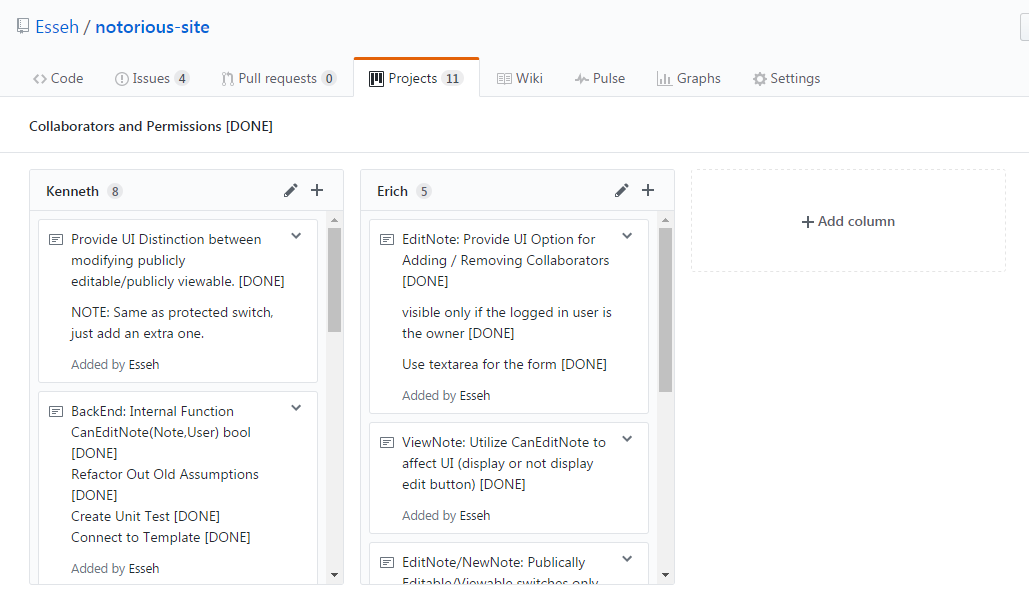 Esseh / notorious-site
Code Issues 4 Pull requests 0 Projects 11 Wiki Pulse Graphs Settings
Collaborators and Permissions [DONE]
Kenneth 8
Provide UI Distinction between
modifying publicly
editable/publicly viewable. [DONE]
NOTE: Same as protected switch,
just add an extra one.
Added by Esseh
BackEnd: Internal Function
CanEditNote(Note,User) bool
[DONE]
Refactor Out Old Assumptions
[DONE]
Create Unit Test [DONE]
Connect to Template [DONE]
Added by Esseh
Erich 5
EditNote: Provide UI Option for
Adding / Removing Collaborators
[DONE]
visible only if the logged in user is
the owner [DONE]
Use textarea for the form [DONE]
Added by Esseh
ViewNote: Utilize CanEditNote to
affect UI (display or not display
edit button) [DONE]
Added by Esseh
EditNote/NewNote: Publically
Editable/Viewable switches only
+ Add column